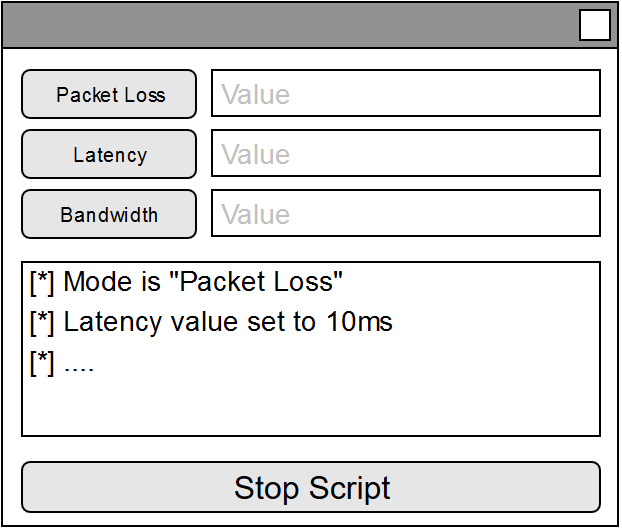 Packet Loss Value
Latency Value
Bandwidth Value
[*] Mode is "Packet Loss"
[*] Latency value set to 10ms
[*] ....
Stop Script